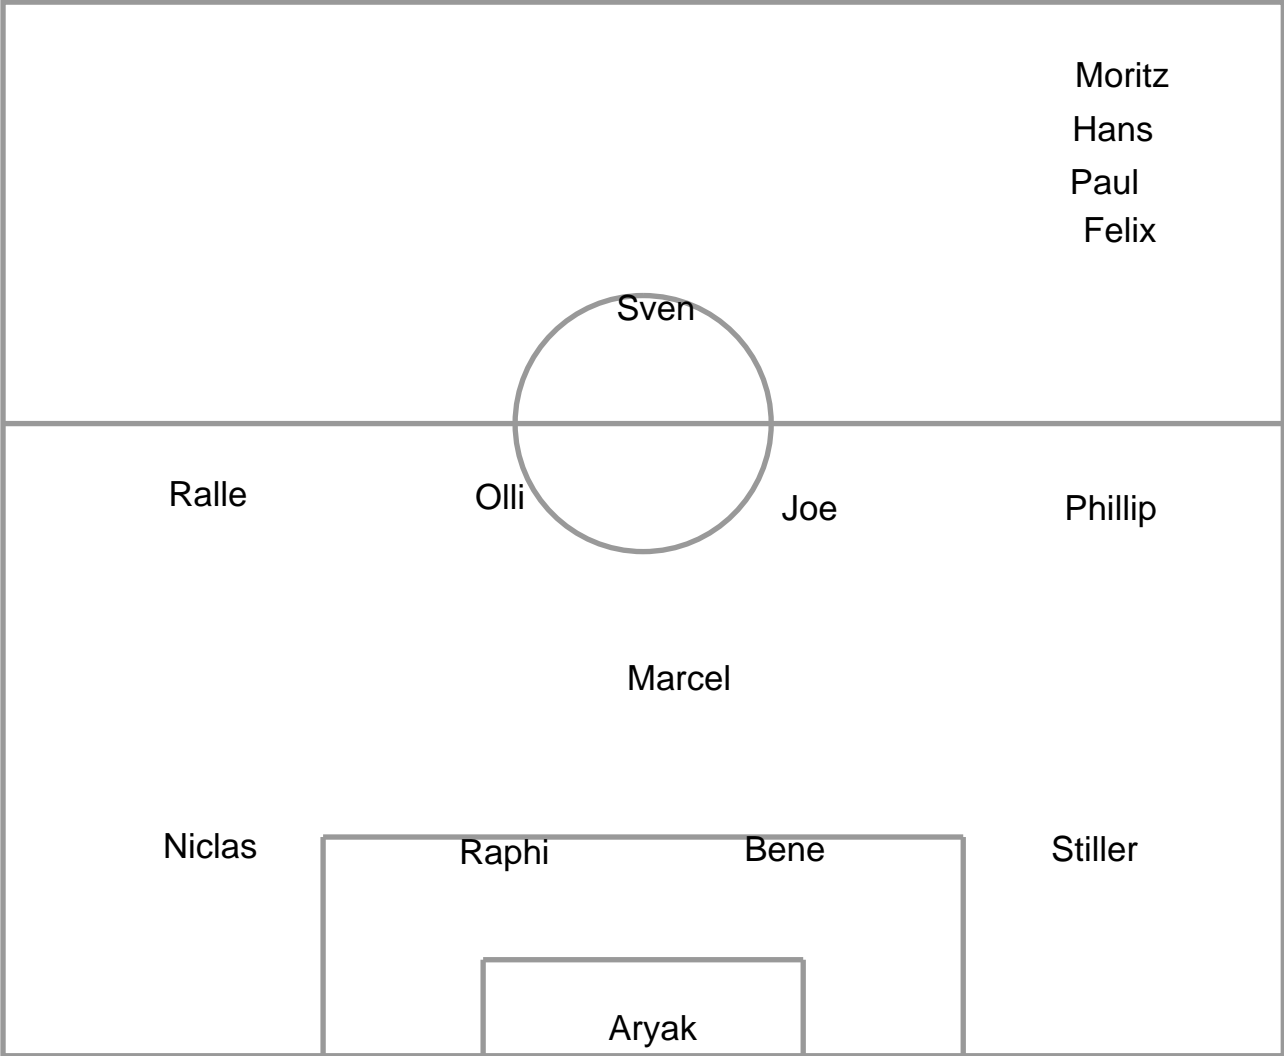 Moritz
Hans
Paul
Felix
Sven
Ralle Olli Joe Phillip
Marcel
Niclas Raphi Bene Stiller
Aryak